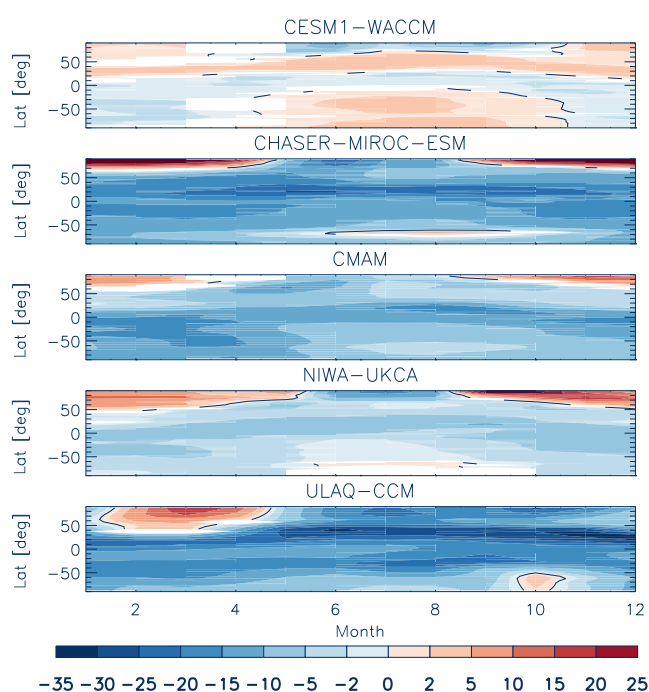 CESM1-WACCM
Lat [deg]
50
0
-50
CHASER-MIROC-ESM
Lat [deg]
50
0
-50
CMAM
Lat [deg]
50
0
-50
NIWA-UKCA
Lat [deg]
50
0
-50
ULAQ-CCM
Lat [deg]
50
0
-50
2 4 6 8 10 12
Month
-35 -30 -25 -20 -15 -10 -5 -2 0 2 5 10 15 20 25